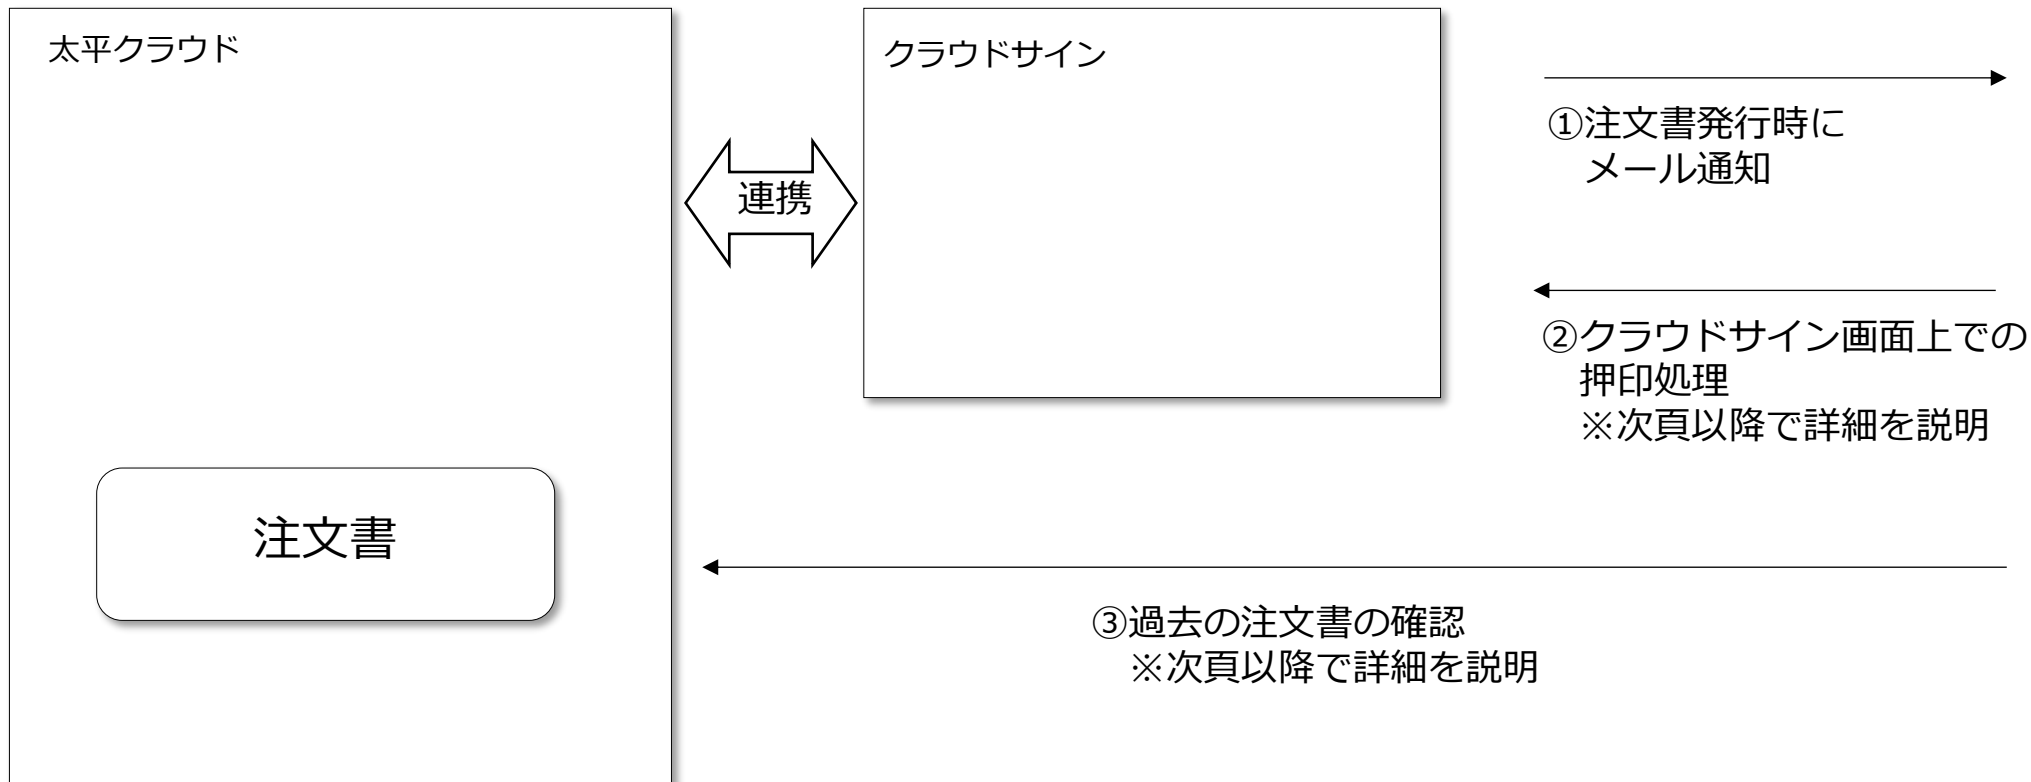 太平クラウド
クラウドサイン
連携
①注文書発行時に
メール通知
②クラウドサイン画面上での
押印処理
※次頁以降で詳細を説明
注文書
③過去の注文書の確認
※次頁以降で詳細を説明